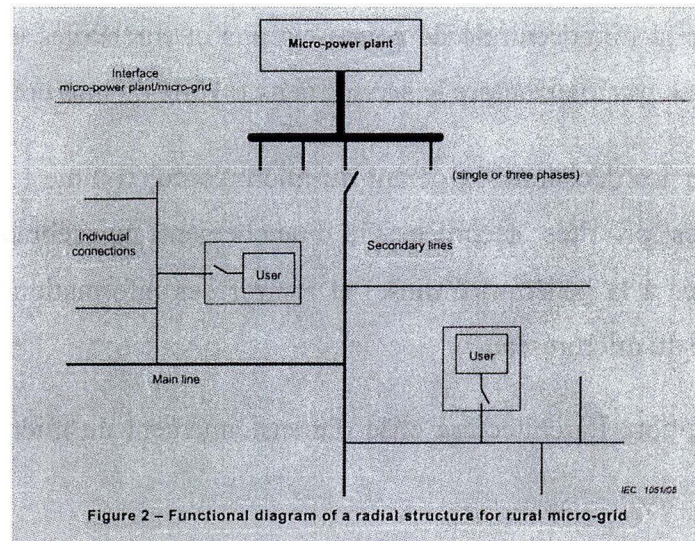 Micro-power plant
Interface
micro-power plant/micro-grid
(single or three phases)
Individual
connections
Secondary lines
User
User
Main line
IEC 1051/05
Figure 2 – Functional diagram of a radial structure for rural micro-grid